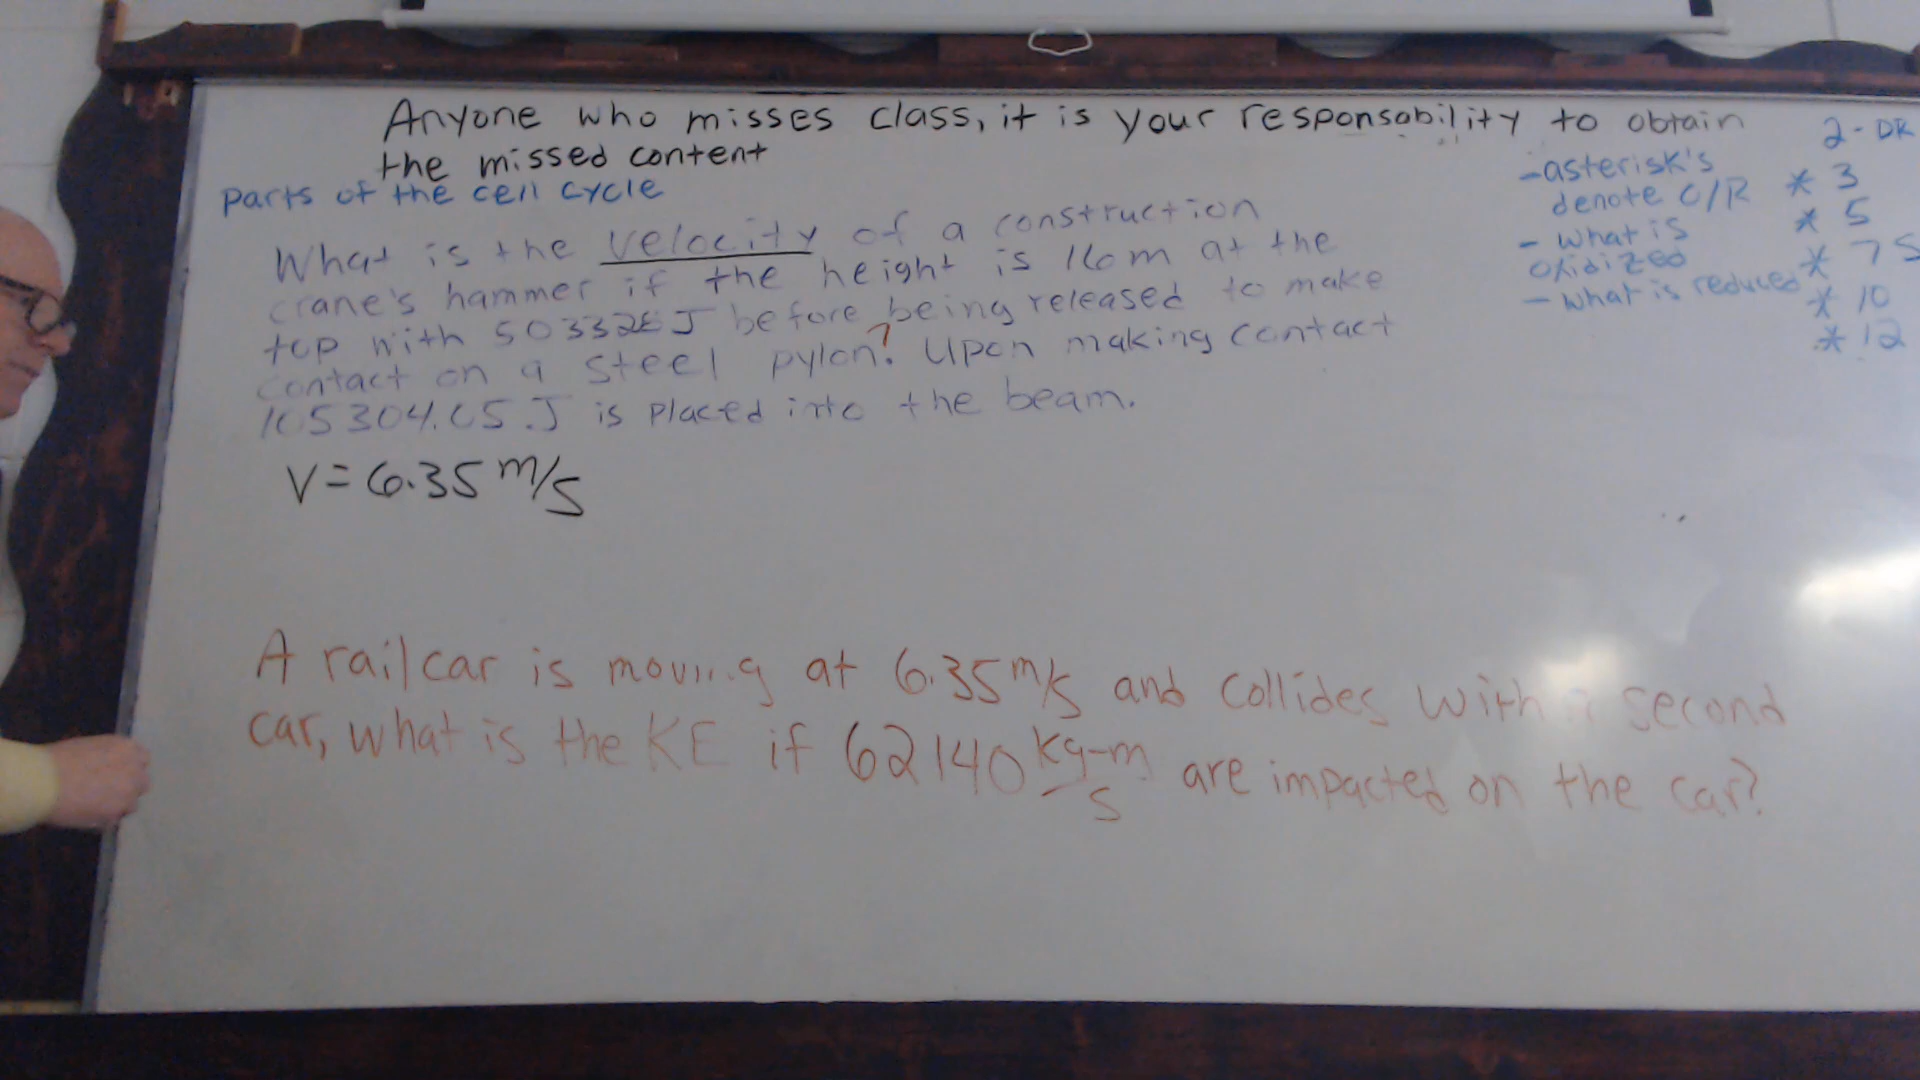 Anyone who misses class, it is your responsability to obtain
the missed content
Parts of the cell cycle
What is the velocity of a construction
crane's hammer if the height is 16m at the
top with J before being released to make
contact on a steel pylon? Upon making contact
105304.05 J is placed into the beam.
V = 6.35 m/s
A railcar is moving at 6.35 m/s and collides with a second
car, what is the KE if 62140 kg-m/s are impacted on the car?
-asterisk's
denote O/R
- what is
oxidized
- what is reduced
2 - DR
* 3
* 5
* 7 S
* 10
* 12